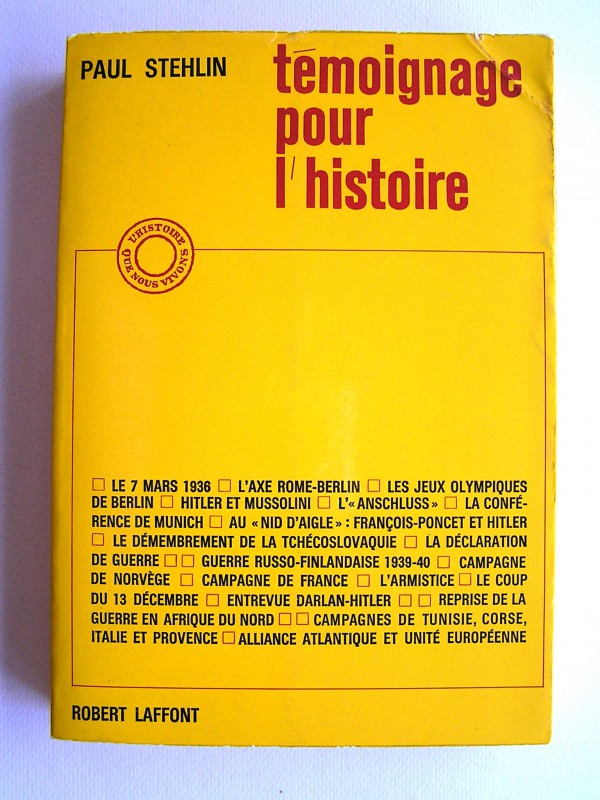 PAUL STEHLIN
témoignage
pour
l'histoire
L'HISTOIRE
QUE NOUS VIVONS
□ LE 7 MARS 1936 □ L'AXE ROME-BERLIN □ LES JEUX OLYMPIQUES
DE BERLIN □ HITLER ET MUSSOLINI □ L'« ANSCHLUSS » □ LA CONFÉ-
RENCE DE MUNICH □ AU « NID D'AIGLE » : FRANÇOIS-PONCET ET HITLER
□ LE DÉMEMBREMENT DE LA TCHÉCOSLOVAQUIE □ LA DÉCLARATION
DE GUERRE □ □ GUERRE RUSSO-FINLANDAISE 1939-40 □ CAMPAGNE
DE NORVÈGE □ CAMPAGNE DE FRANCE □ L'ARMISTICE □ LE COUP
DU 13 DÉCEMBRE □ ENTREVUE DARLAN-HITLER □ □ REPRISE DE LA
GUERRE EN AFRIQUE DU NORD □ □ CAMPAGNES DE TUNISIE, CORSE,
ITALIE ET PROVENCE □ ALLIANCE ATLANTIQUE ET UNITÉ EUROPÉENNE
ROBERT LAFFONT